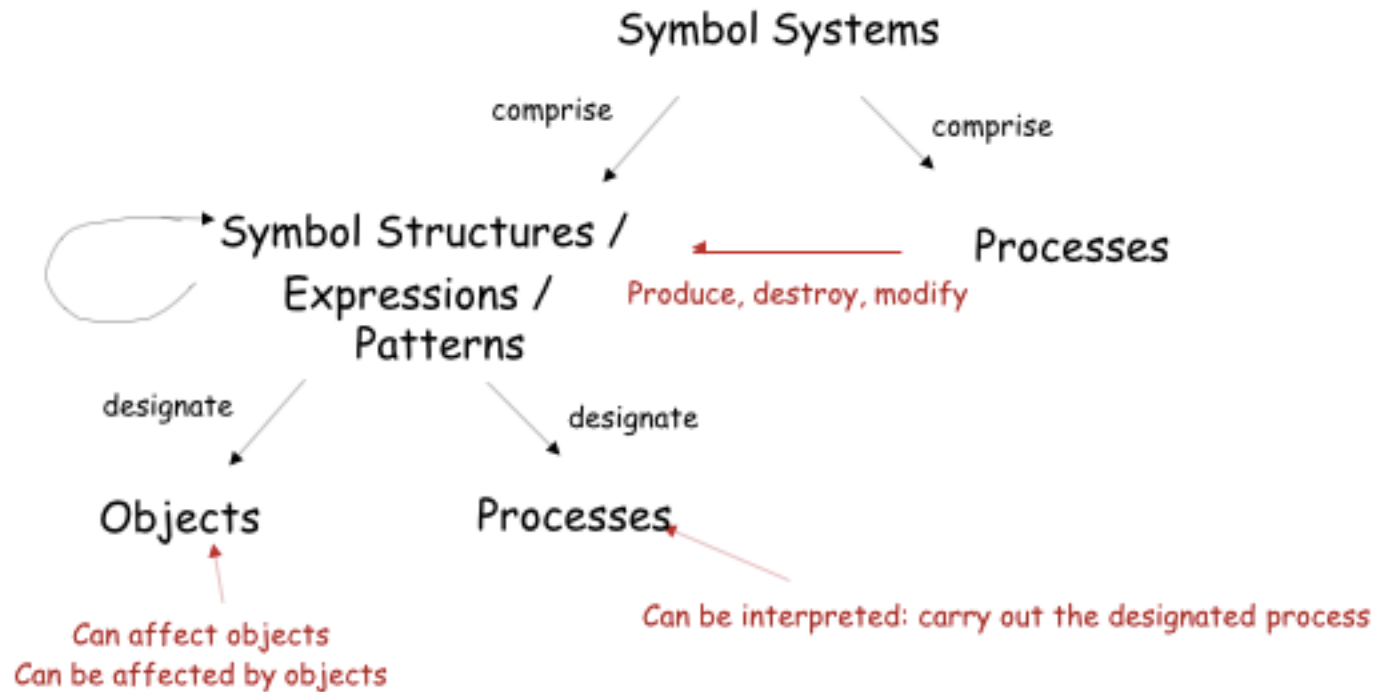 Symbol Systems
comprise
comprise
Symbol Structures /
Expressions /
Patterns
Processes
Produce, destroy, modify
designate
designate
Objects
Processes
Can affect objects
Can be affected by objects
Can be interpreted: carry out the designated process